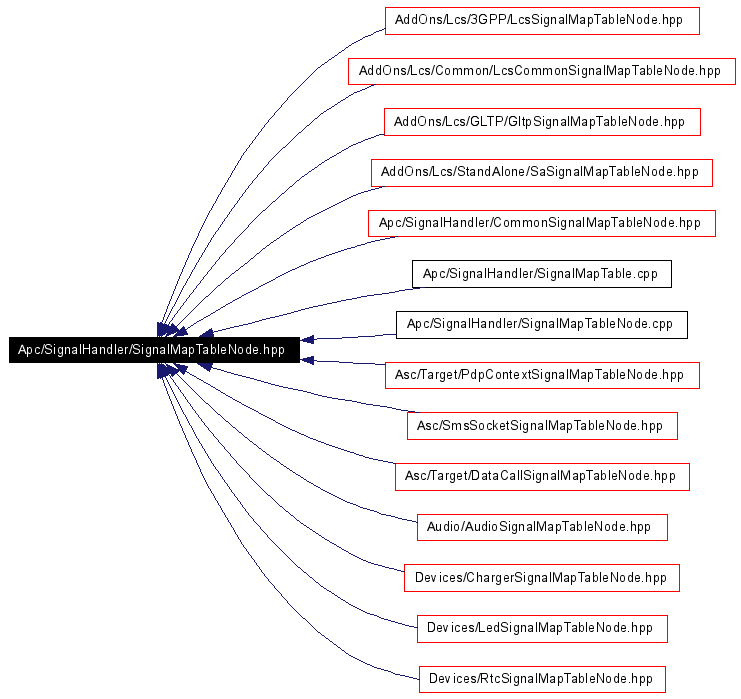 AddOns/Lcs/3GPP/LcsSignalMapTableNode.hpp
AddOns/Lcs/Common/LcsCommonSignalMapTableNode.hpp
AddOns/Lcs/GLTP/GltpSignalMapTableNode.hpp
AddOns/Lcs/StandAlone/SaSignalMapTableNode.hpp
Apc/SignalHandler/CommonSignalMapTableNode.hpp
Apc/SignalHandler/SignalMapTable.cpp
Apc/SignalHandler/SignalMapTableNode.cpp
Apc/SignalHandler/SignalMapTableNode.hpp
Asc/Target/PdpContextSignalMapTableNode.hpp
Asc/SmsSocketSignalMapTableNode.hpp
Asc/Target/DataCallSignalMapTableNode.hpp
Audio/AudioSignalMapTableNode.hpp
Devices/ChargerSignalMapTableNode.hpp
Devices/LedSignalMapTableNode.hpp
Devices/RtcSignalMapTableNode.hpp